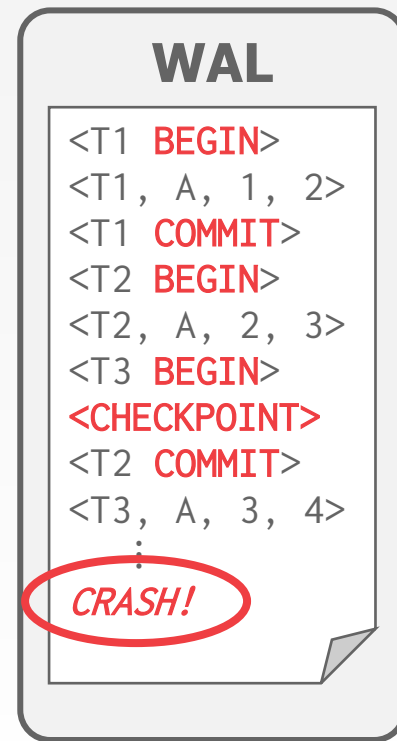 WAL
<T1 BEGIN>
<T1, A, 1, 2>
<T1 COMMIT>
<T2 BEGIN>
<T2, A, 2, 3>
<T3 BEGIN>
<CHECKPOINT>
<T2 COMMIT>
<T3, A, 3, 4>
⋮
CRASH!